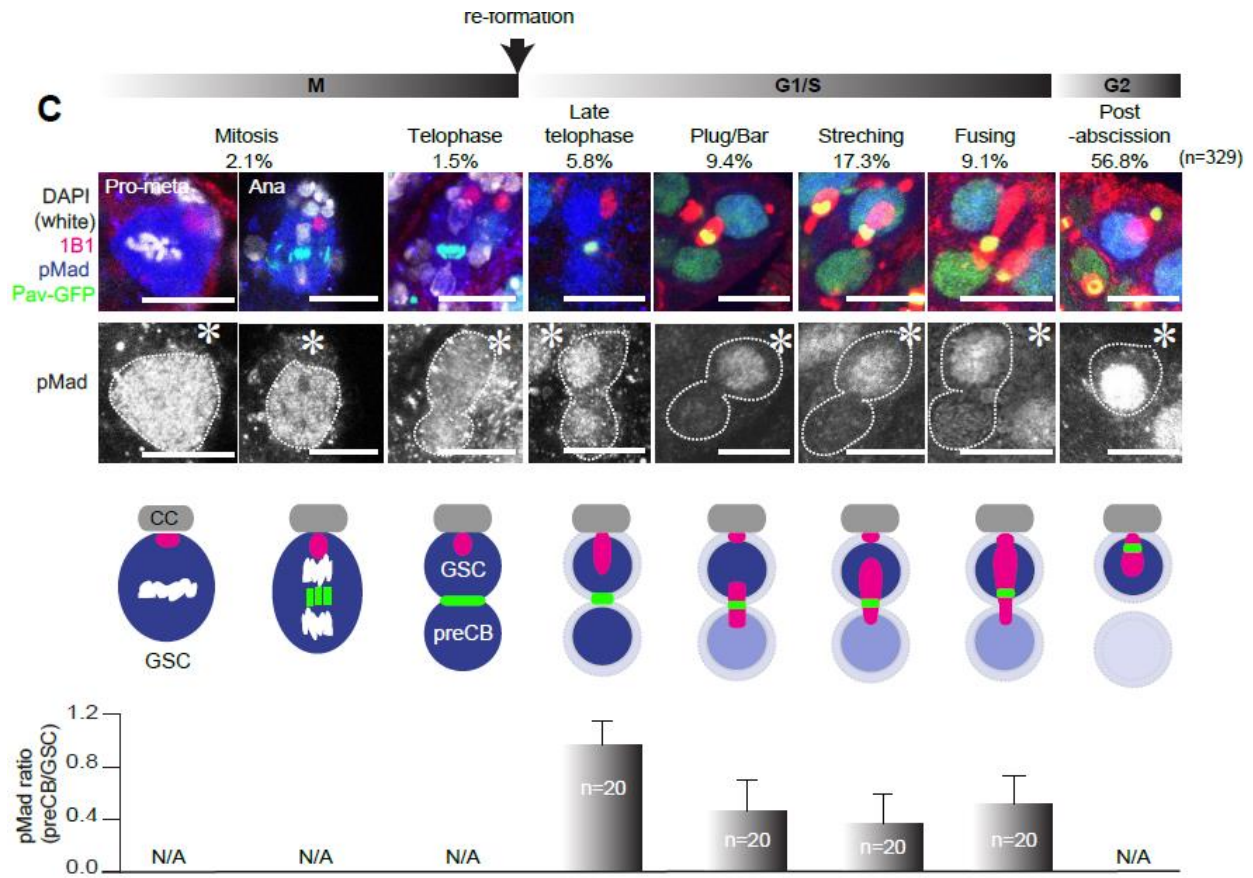 re-formation
M G1/S G2
C
Mitosis Telophase Late telophase Plug/Bar Streching Fusing Post -abscission
2.1% 1.5% 5.8% 9.4% 17.3% 9.1% 56.8% (n=329)
Pro-meta Ana
DAPI
(white)
1B1
pMad
Pav-GFP
* * * * * * * *
pMad
CC
GSC
preCB
GSC
pMad ratio
(preCB/GSC)
1.2
0.8
0.4
0.0
N/A N/A N/A n=20 n=20 n=20 n=20 N/A